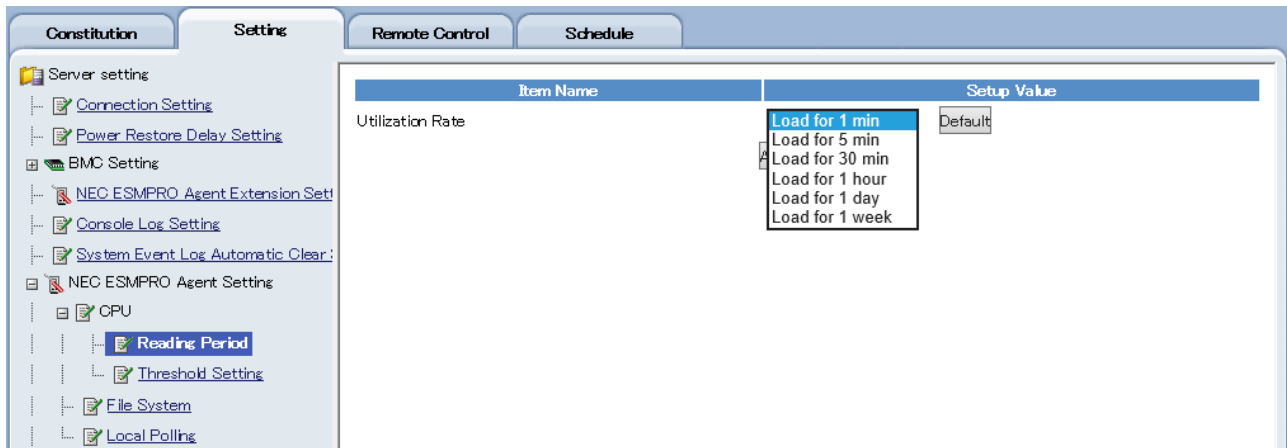 Constitution
Setting
Remote Control
Schedule
Server setting
Connection Setting
Power Restore Delay Setting
BMC Setting
NEC ESMPRO Agent Extension Sett
Console Log Setting
System Event Log Automatic Clear
NEC ESMPRO Agent Setting
CPU
Reading Period
Threshold Setting
File System
Local Polling
Item Name
Setup Value
Utilization Rate
Load for 1 min
Default
Load for 5 min
Load for 30 min
Load for 1 hour
Load for 1 day
Load for 1 week